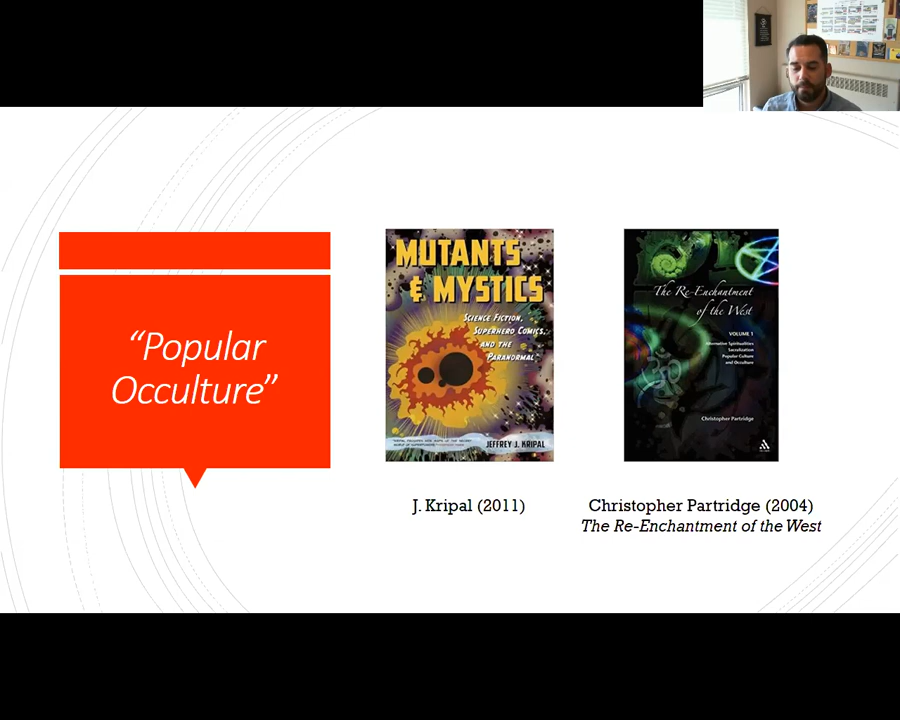 “Popular
Occulture”
MUTANTS
& MYSTICS
SCIENCE FICTION,
SUPERHERO COMICS,
AND THE
PARANORMAL
JEFFREY J. KRIPAL
The Re-Enchantment
of the West
VOLUME 1
Alternative Spiritualities
Sacralization
Popular Culture
and Occulture
Christopher Partridge
J. Kripal (2011)
Christopher Partridge (2004)
The Re-Enchantment of the West